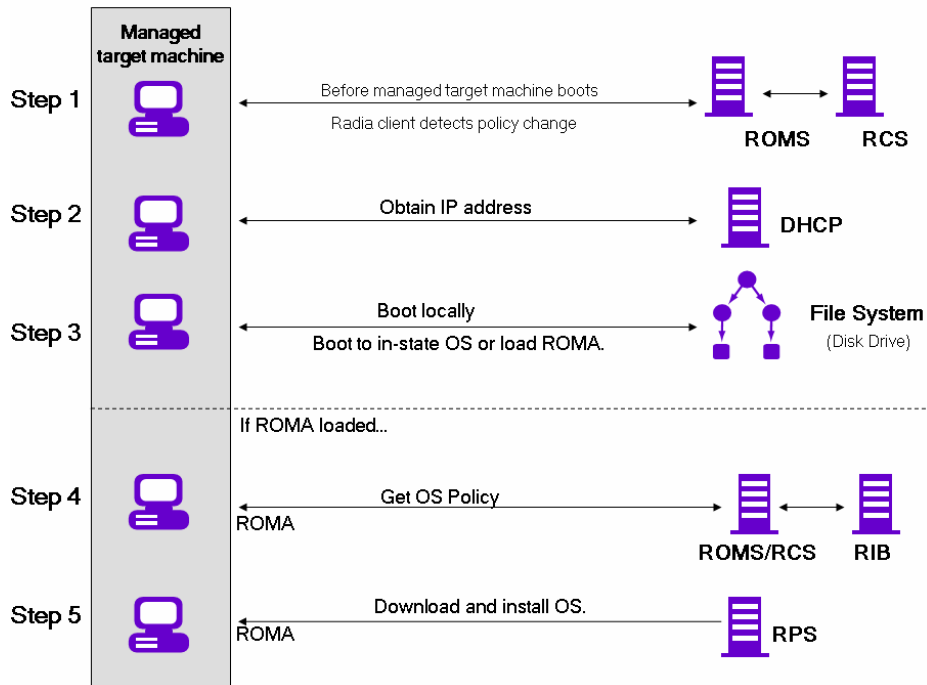 Managed
target machine
Step 1
Before managed target machine boots
Radia client detects policy change
ROMS
RCS
Step 2
Obtain IP address
DHCP
Step 3
Boot locally
Boot to in-state OS or load ROMA.
File System
(Disk Drive)
If ROMA loaded...
Step 4
Get OS Policy
ROMA
ROMS/RCS
RIB
Step 5
Download and install OS.
ROMA
RPS